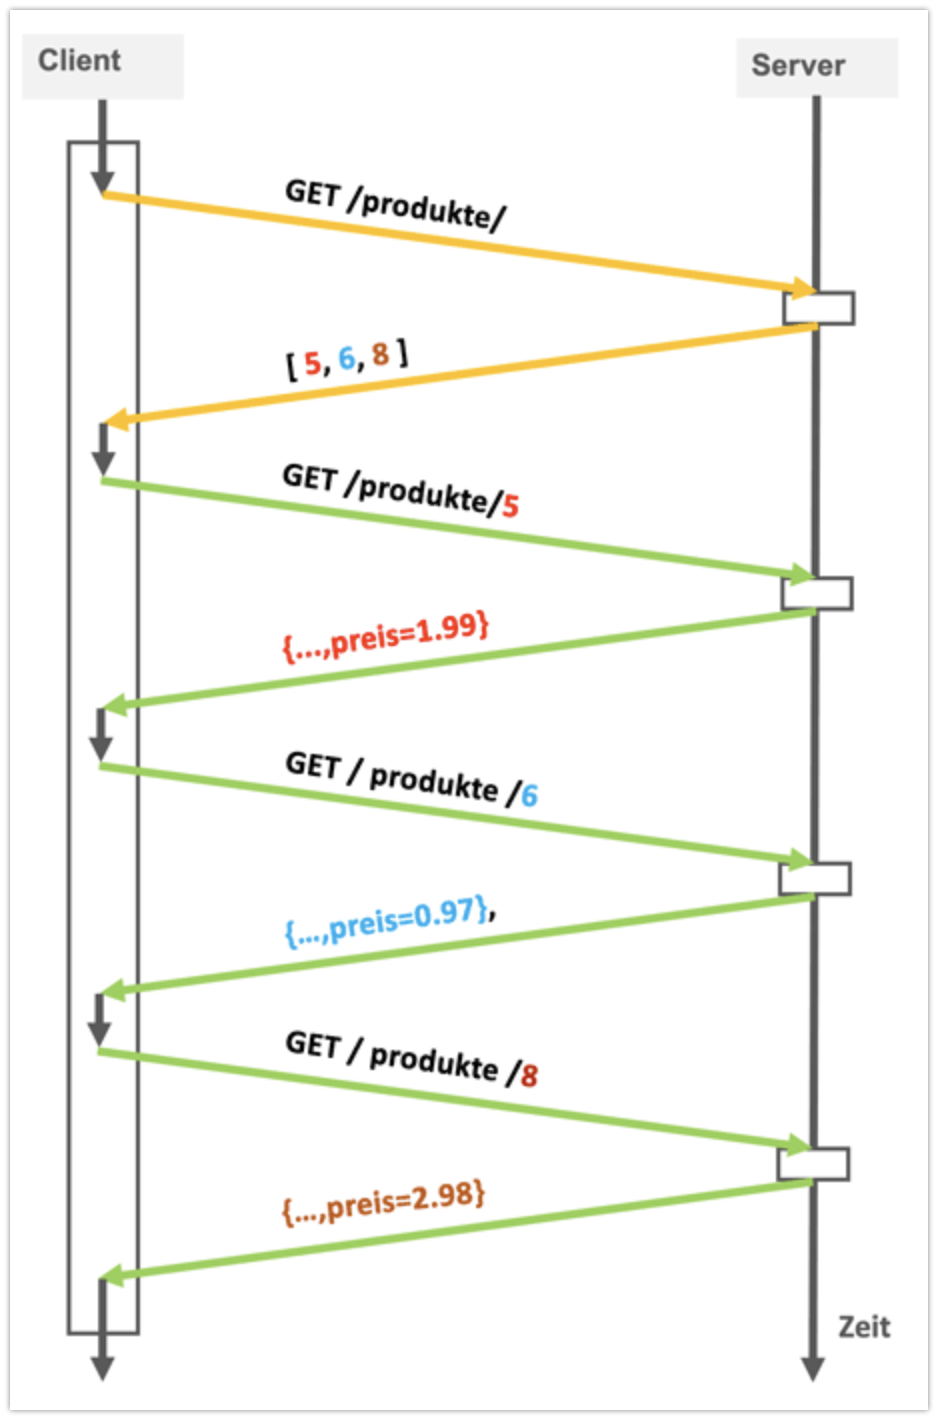 Client
Server
GET /produkte/
[ 5, 6, 8 ]
GET /produkte/5
{...,preis=1.99}
GET / produkte /6
{...,preis=0.97},
GET / produkte /8
{...,preis=2.98}
Zeit